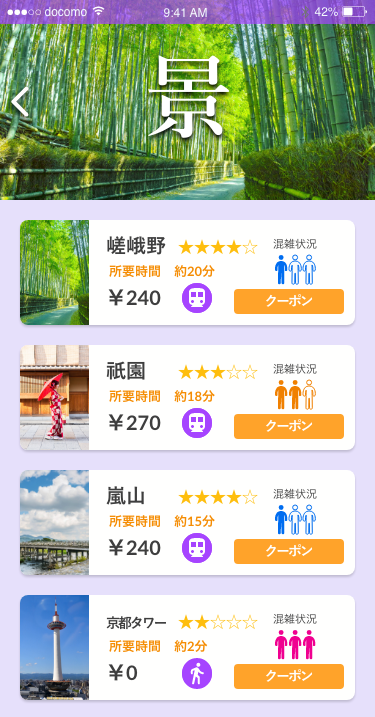 docomo 9:41 AM 42%
景
嵯峨野 ★★★★☆ 混雑状況
所要時間 約20分
¥240 クーポン
祇園 ★★★☆☆ 混雑状況
所要時間 約18分
¥270 クーポン
嵐山 ★★★★☆ 混雑状況
所要時間 約15分
¥240 クーポン
京都タワー ★★☆☆☆ 混雑状況
所要時間 約2分
¥0 クーポン